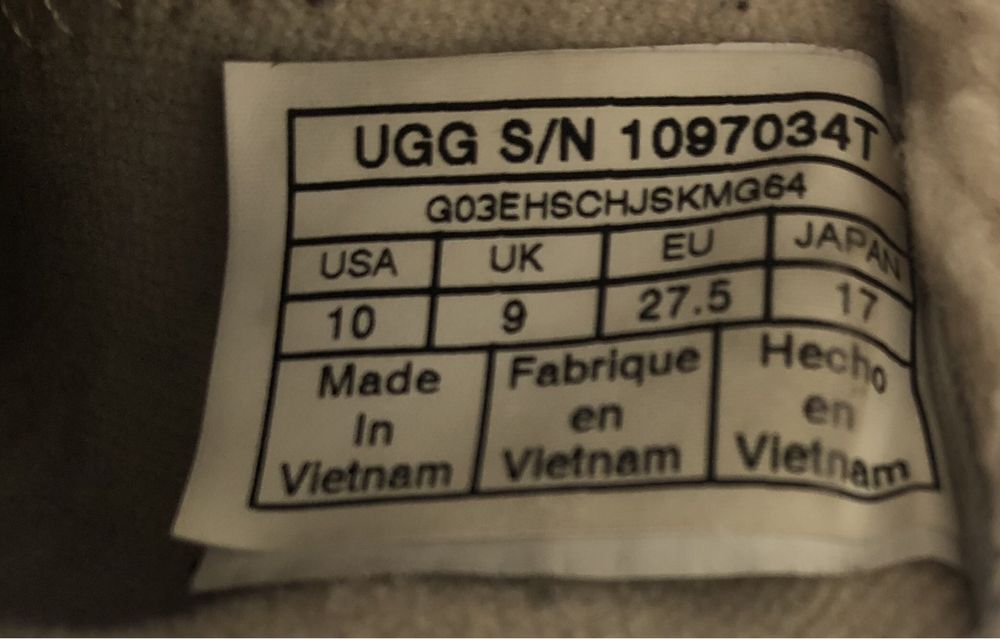 UGG S/N 1097034T
G03EHSCHJSKMG64
USA UK EU JAPAN
10 9 27.5 17
Made In Vietnam
Fabrique en Vietnam
Hecho en Vietnam